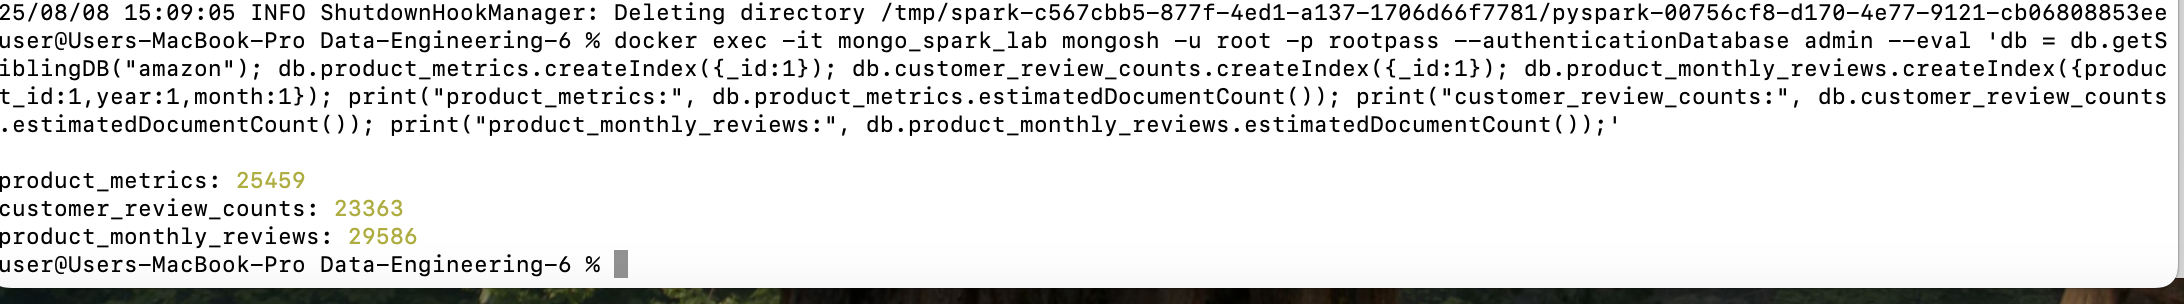 25/08/08 15:09:05 INFO ShutdownHookManager: Deleting directory /tmp/spark-c567cbb5-877f-4ed1-a137-1706d66f7781/pyspark-00756cf8-d170-4e77-9121-cb06808853ee
user@Users-MacBook-Pro Data-Engineering-6 % docker exec -it mongo_spark_lab mongosh -u root -p rootpass --authenticationDatabase admin --eval 'db = db.getS
iblingDB("amazon"); db.product_metrics.createIndex({_id:1}); db.customer_review_counts.createIndex({_id:1}); db.product_monthly_reviews.createIndex({produc
t_id:1,year:1,month:1}); print("product_metrics:", db.product_metrics.estimatedDocumentCount()); print("customer_review_counts:", db.customer_review_counts
.estimatedDocumentCount()); print("product_monthly_reviews:", db.product_monthly_reviews.estimatedDocumentCount());'
product_metrics: 25459
customer_review_counts: 23363
product_monthly_reviews: 29586
user@Users-MacBook-Pro Data-Engineering-6 %